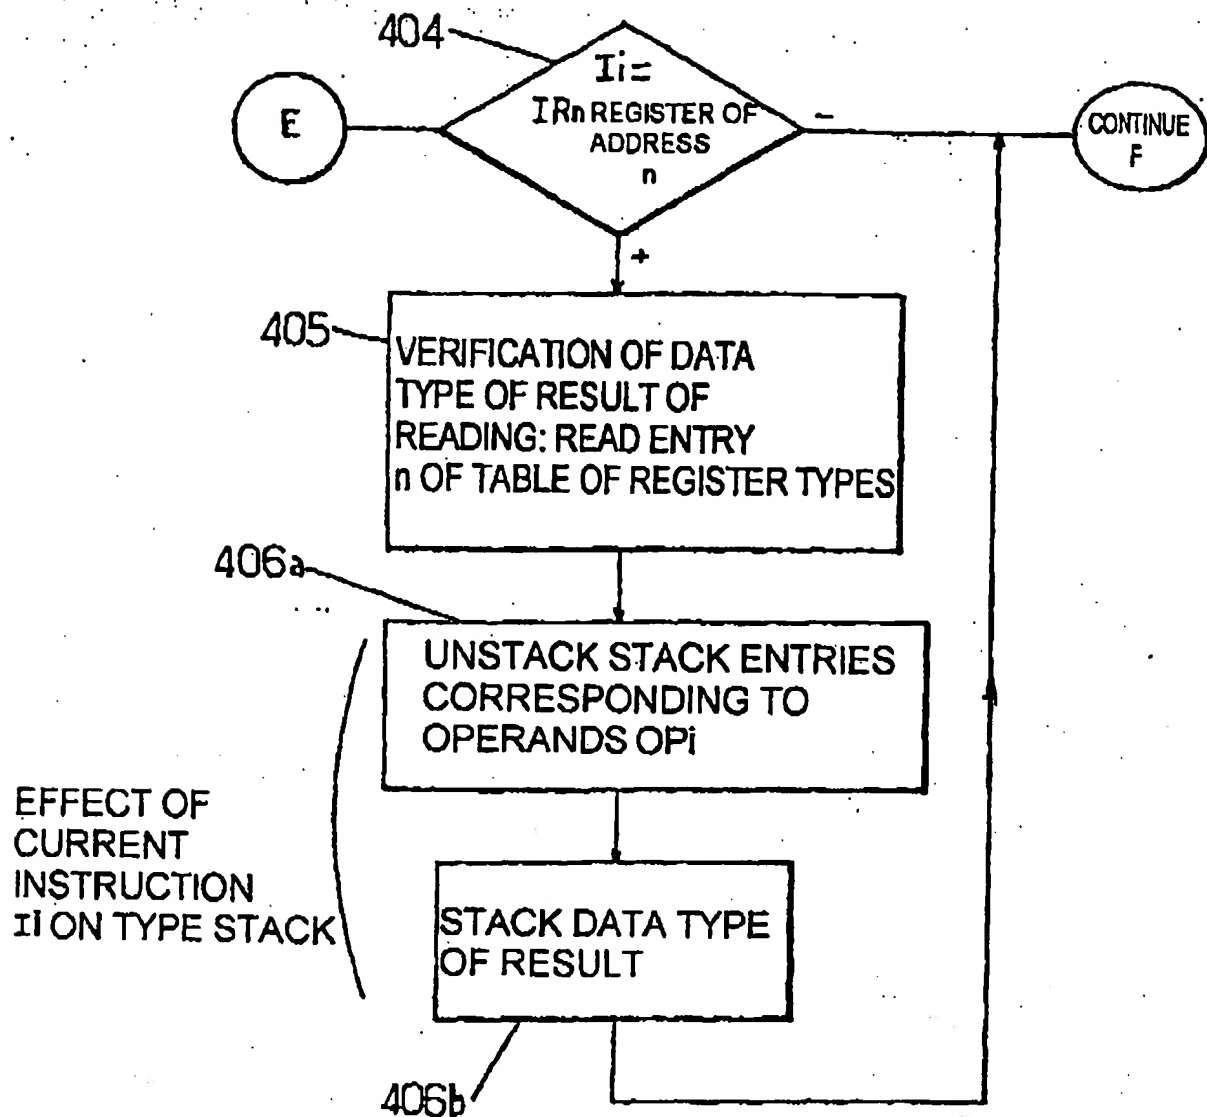 404
E
Ii=
IRn REGISTER OF
ADDRESS
n
-
CONTINUE
F
+
405
VERIFICATION OF DATA
TYPE OF RESULT OF
READING: READ ENTRY
n OF TABLE OF REGISTER TYPES
406a
UNSTACK STACK ENTRIES
CORRESPONDING TO
OPERANDS OPi
EFFECT OF
CURRENT
INSTRUCTION
Ii ON TYPE STACK
STACK DATA TYPE
OF RESULT
406b